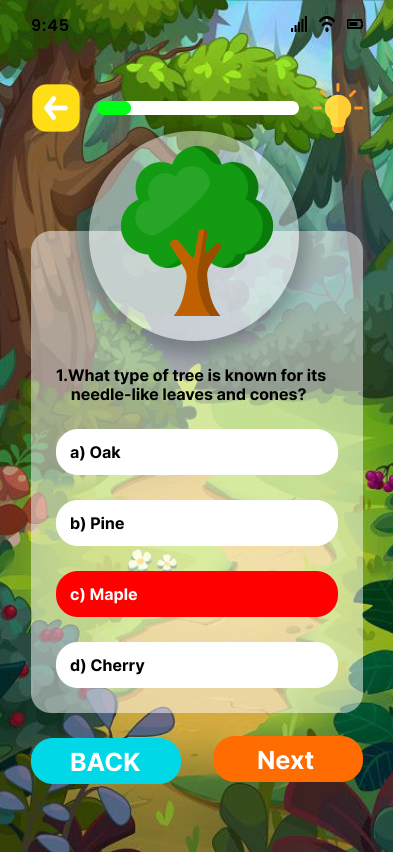 9:45
1.What type of tree is known for its
needle-like leaves and cones?
a) Oak
b) Pine
c) Maple
d) Cherry
BACK
Next